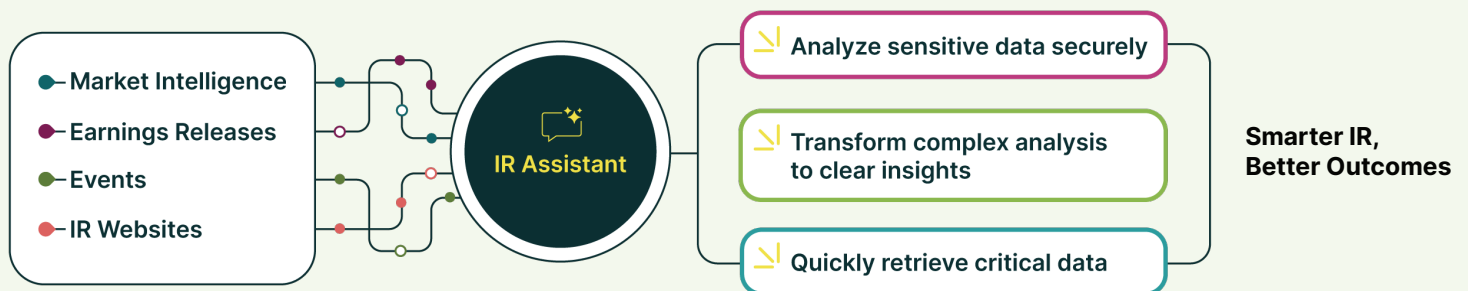 Market Intelligence
Earnings Releases
Events
IR Websites
IR Assistant
Analyze sensitive data securely
Transform complex analysis
to clear insights
Quickly retrieve critical data
Smarter IR,
Better Outcomes